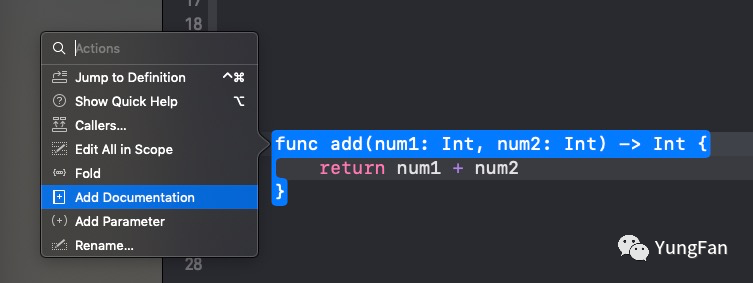 17
18
Actions
Jump to Definition ^⌘
Show Quick Help ⌥
Callers...
Edit All in Scope
Fold
Add Documentation
Add Parameter
Rename...
func add(num1: Int, num2: Int) -> Int {
return num1 + num2
}
28
YungFan